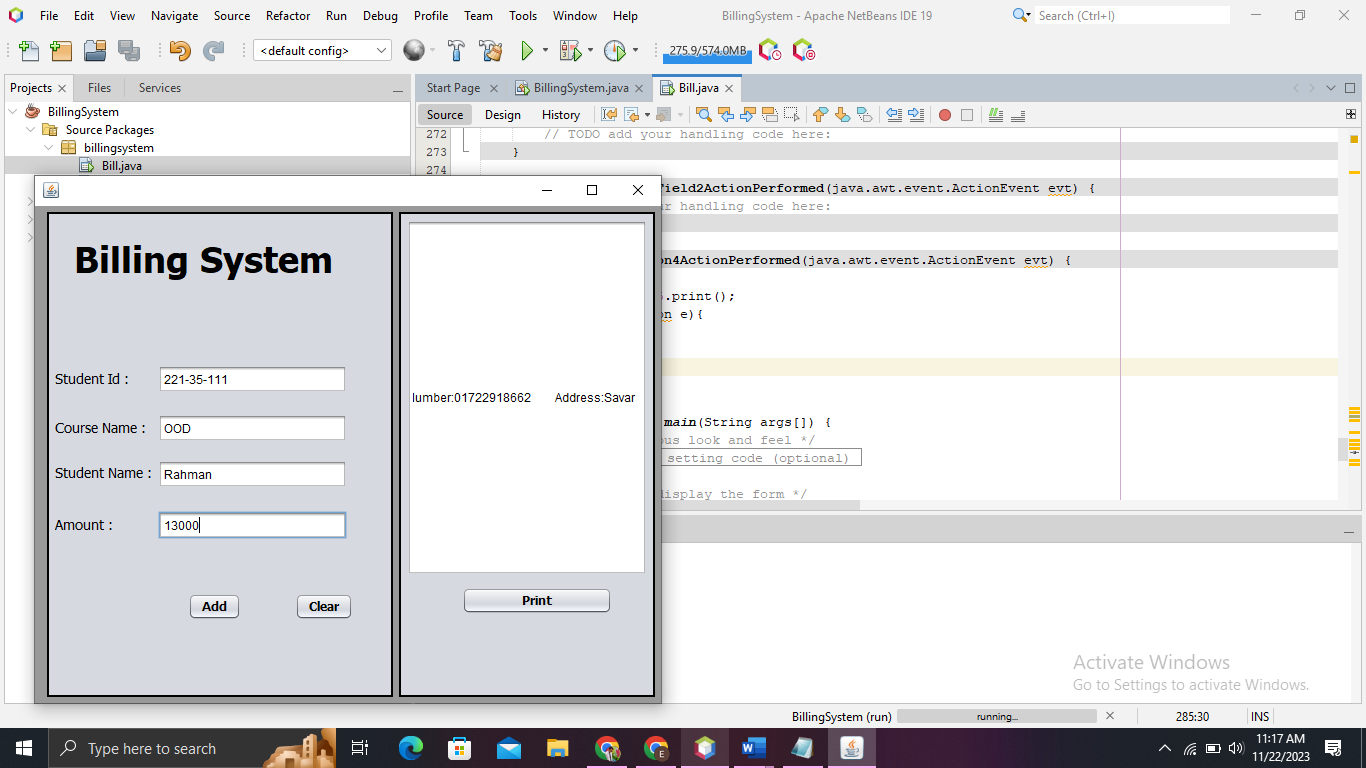 File Edit View Navigate Source Refactor Run Debug Profile Team Tools Window Help
BillingSystem - Apache NetBeans IDE 19
Search (Ctrl+I)
<default config>
275.9/574.0MB
Projects Files Services
Start Page BillingSystem.java Bill.java
BillingSystem
Source Packages
billingsystem
Bill.java
Source Design History
272 // TODO add your handling code here:
273 }
274
Field2ActionPerformed(java.awt.event.ActionEvent evt) {
ur handling code here:
on4ActionPerformed(java.awt.event.ActionEvent evt) {
.print();
on e){
main(String args[]) {
us look and feel */
setting code (optional)
display the form */
Billing System
Student Id : 221-35-111
Course Name : OOD
Student Name : Rahman
Amount : 13000
Add Clear
lumber:01722918662 Address:Savar
Print
Activate Windows
Go to Settings to activate Windows.
BillingSystem (run) running... 285:30 INS
Type here to search
11:17 AM
11/22/2023